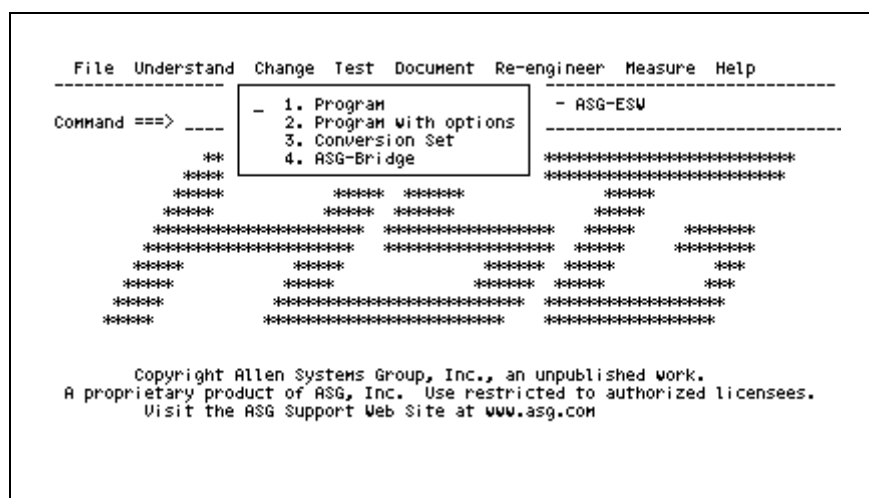 File Understand Change Test Document Re-engineer Measure Help
_ 1. Program
2. Program with options
3. Conversion Set
4. ASG-Bridge
- ASG-ESW
Command ===> ____
Copyright Allen Systems Group, Inc., an unpublished work.
A proprietary product of ASG, Inc. Use restricted to authorized licensees.
Visit the ASG Support Web Site at www.asg.com